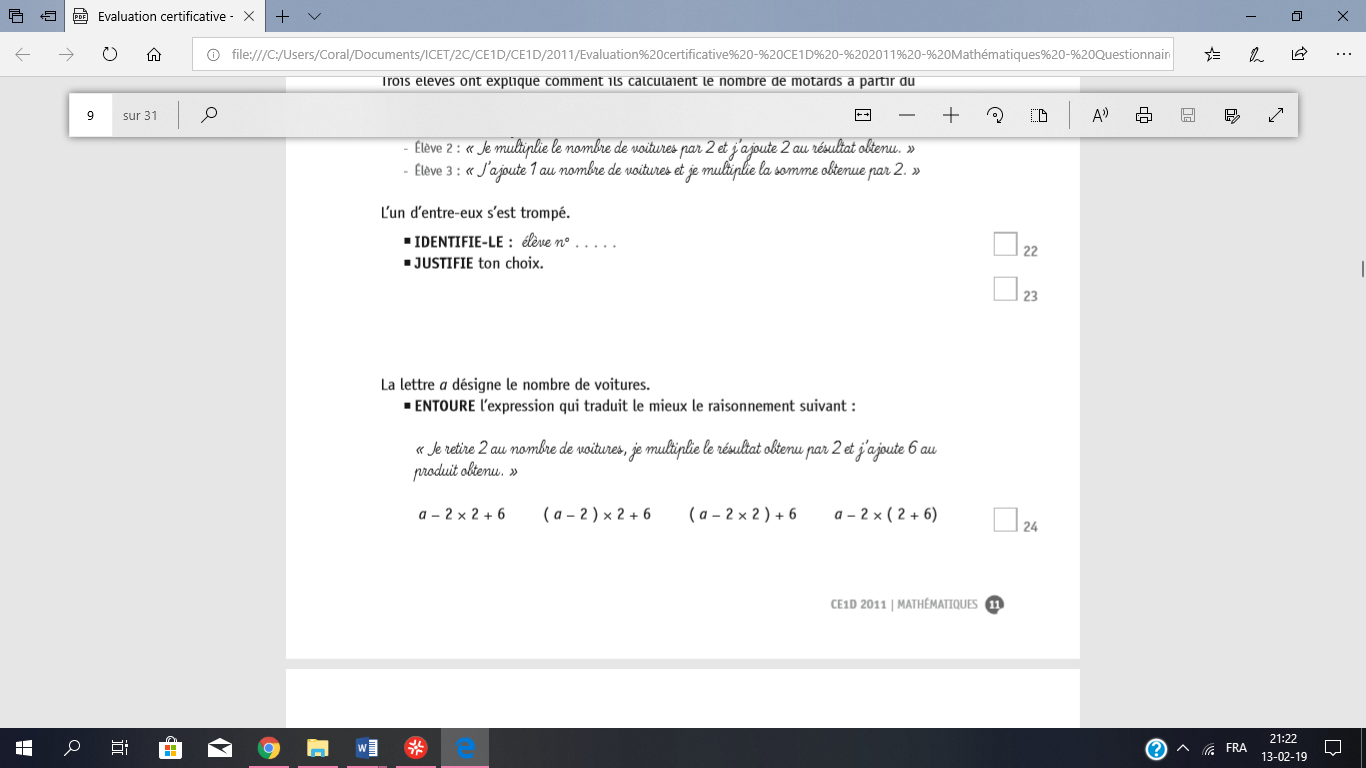 Evaluation certificative -
file:///C:/Users/Coral/Documents/ICET/2C/CE1D/CE1D/2011/Evaluation%20certificative%20-%20CE1D%20-%202011%20-%20Mathématiques%20-%20Questionnair
Trois élèves ont expliqué comment ils calculaient le nombre de motards à partir du
9 sur 31
- Élève 2 : « Je multiplie le nombre de voitures par 2 et j'ajoute 2 au résultat obtenu. »
- Élève 3 : « J'ajoute 1 au nombre de voitures et je multiplie la somme obtenue par 2. »
L'un d'entre-eux s'est trompé.
▪ IDENTIFIE-LE : élève n° . . . . .
22
▪ JUSTIFIE ton choix.
23
La lettre a désigne le nombre de voitures.
▪ ENTOURE l'expression qui traduit le mieux le raisonnement suivant :
« Je retire 2 au nombre de voitures, je multiplie le résultat obtenu par 2 et j'ajoute 6 au
produit obtenu. »
a – 2 × 2 + 6 ( a – 2 ) × 2 + 6 ( a – 2 × 2 ) + 6 a – 2 × ( 2 + 6)
24
CE1D 2011 | MATHÉMATIQUES 11
FRA
21:22
13-02-19